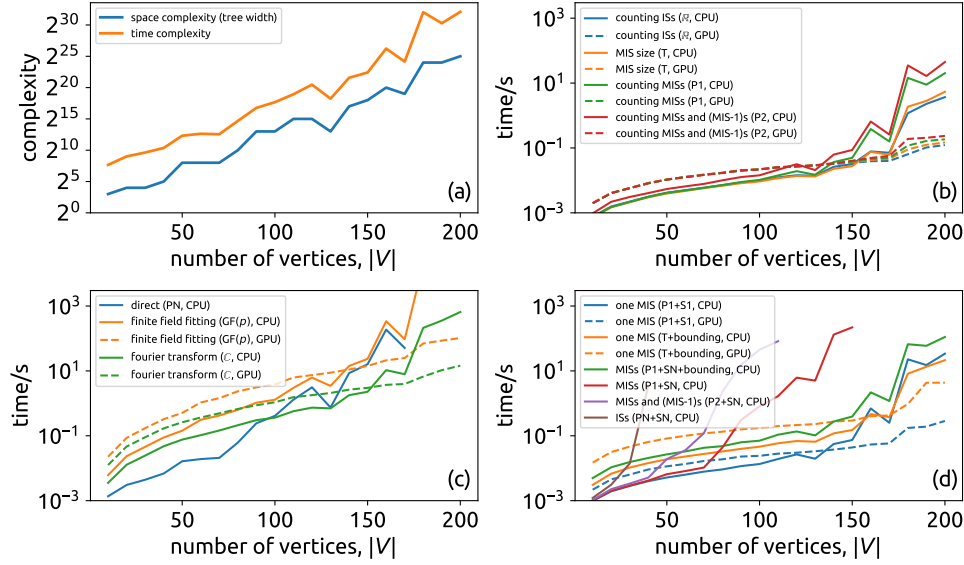 2^30
2^25
2^20
2^15
2^10
2^5
2^0
complexity
space complexity (tree width)
time complexity
(a)
50
100
150
200
number of vertices, |V|
10^3
10^1
10^−1
10^−3
time/s
counting ISs (ℝ, CPU)
counting ISs (ℝ, GPU)
MIS size (T, CPU)
MIS size (T, GPU)
counting MISs (P1, CPU)
counting MISs (P1, GPU)
counting MISs and (MIS-1)s (P2, CPU)
counting MISs and (MIS-1)s (P2, GPU)
(b)
50
100
150
200
number of vertices, |V|
10^3
10^1
10^−1
10^−3
time/s
direct (PN, CPU)
finite field fitting (GF(p), CPU)
finite field fitting (GF(p), GPU)
fourier transform (ℂ, CPU)
fourier transform (ℂ, GPU)
(c)
50
100
150
200
number of vertices, |V|
10^3
10^1
10^−1
10^−3
time/s
one MIS (P1+S1, CPU)
one MIS (P1+S1, GPU)
one MIS (T+bounding, CPU)
one MIS (T+bounding, GPU)
MISs (P1+SN+bounding, CPU)
MISs (P1+SN, CPU)
MISs and (MIS-1)s (P2+SN, CPU)
ISs (PN+SN, CPU)
(d)
50
100
150
200
number of vertices, |V|